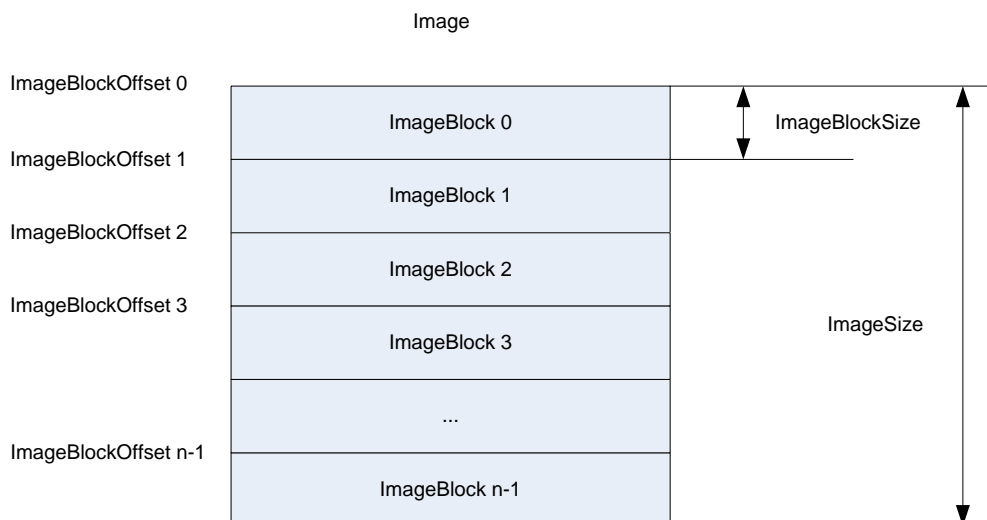 Image
ImageBlockOffset 0
ImageBlock 0
ImageBlockSize
ImageBlockOffset 1
ImageBlock 1
ImageBlockOffset 2
ImageBlock 2
ImageBlockOffset 3
ImageBlock 3
ImageSize
...
ImageBlockOffset n-1
ImageBlock n-1